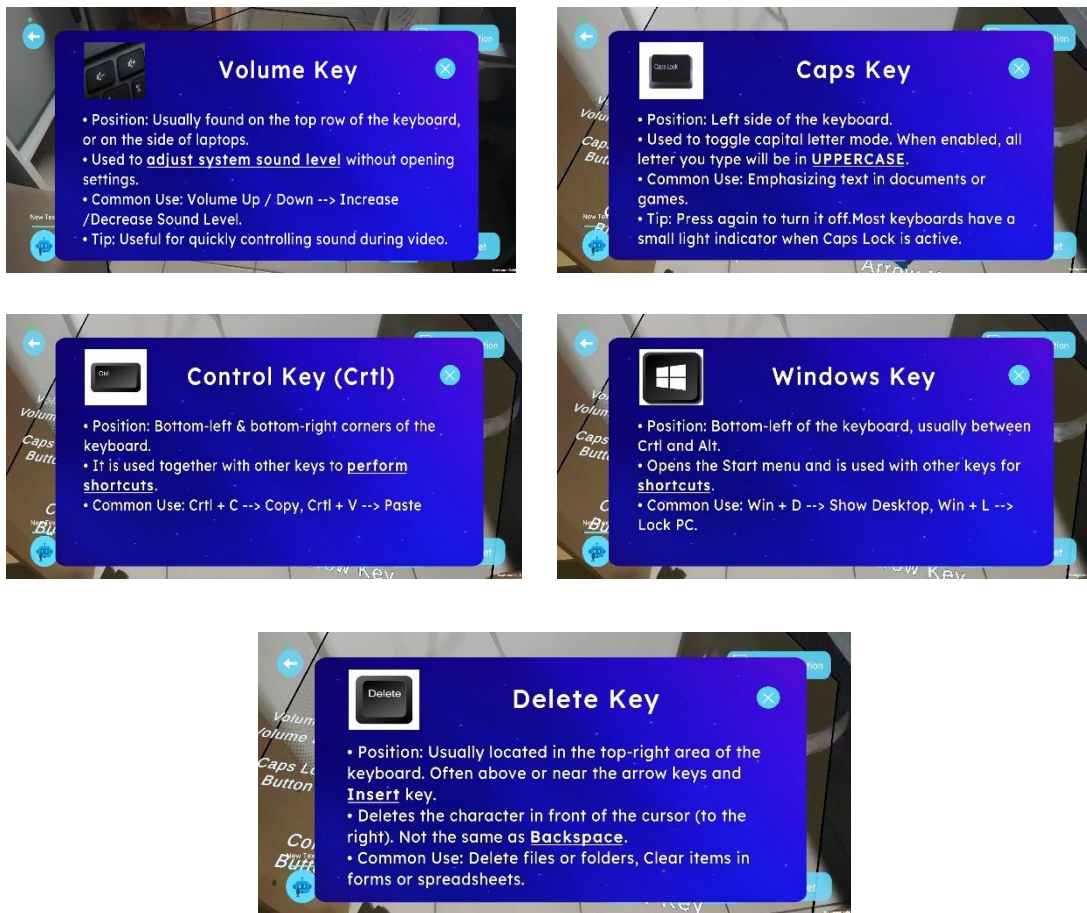 Volume Key
• Position: Usually found on the top row of the keyboard,
or on the side of laptops.
• Used to adjust system sound level without opening
settings.
• Common Use: Volume Up / Down --> Increase
/Decrease Sound Level.
• Tip: Useful for quickly controlling sound during video.
New Tex
Caps Lock
Caps Key
• Position: Left side of the keyboard.
• Used to toggle capital letter mode. When enabled, all
letter you type will be in UPPERCASE.
• Common Use: Emphasizing text in documents or
games.
• Tip: Press again to turn it off.Most keyboards have a
small light indicator when Caps Lock is active.
Ctrl
Control Key (Crtl)
• Position: Bottom-left & bottom-right corners of the
keyboard.
• It is used together with other keys to perform
shortcuts.
• Common Use: Crtl + C --> Copy, Crtl + V --> Paste
Windows Key
• Position: Bottom-left of the keyboard, usually between
Crtl and Alt.
• Opens the Start menu and is used with other keys for
shortcuts.
• Common Use: Win + D --> Show Desktop, Win + L -->
Lock PC.
Delete
Delete Key
• Position: Usually located in the top-right area of the
keyboard. Often above or near the arrow keys and
Insert key.
• Deletes the character in front of the cursor (to the
right). Not the same as Backspace.
• Common Use: Delete files or folders, Clear items in
forms or spreadsheets.